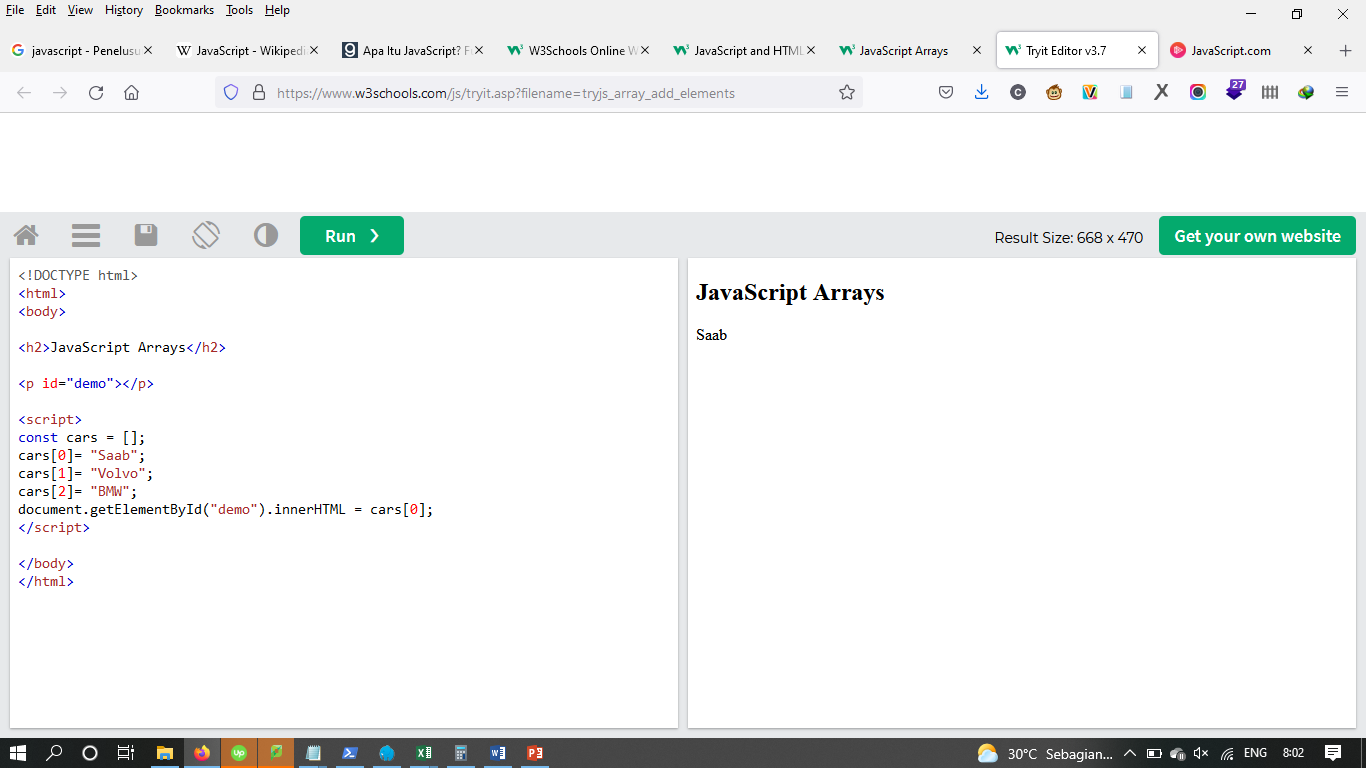 File Edit View History Bookmarks Tools Help
javascript - Penelusu
JavaScript - Wikipedi
Apa Itu JavaScript? F
W3Schools Online W
JavaScript and HTML
JavaScript Arrays
Tryit Editor v3.7
JavaScript.com
https://www.w3schools.com/js/tryit.asp?filename=tryjs_array_add_elements
27
Run
Result Size: 668 x 470
Get your own website
<!DOCTYPE html>
<html>
<body>
<h2>JavaScript Arrays</h2>
<p id="demo"></p>
<script>
const cars = [];
cars[0]= "Saab";
cars[1]= "Volvo";
cars[2]= "BMW";
document.getElementById("demo").innerHTML = cars[0];
</script>
</body>
</html>
JavaScript Arrays
Saab
30°C Sebagian...
ENG
8:02